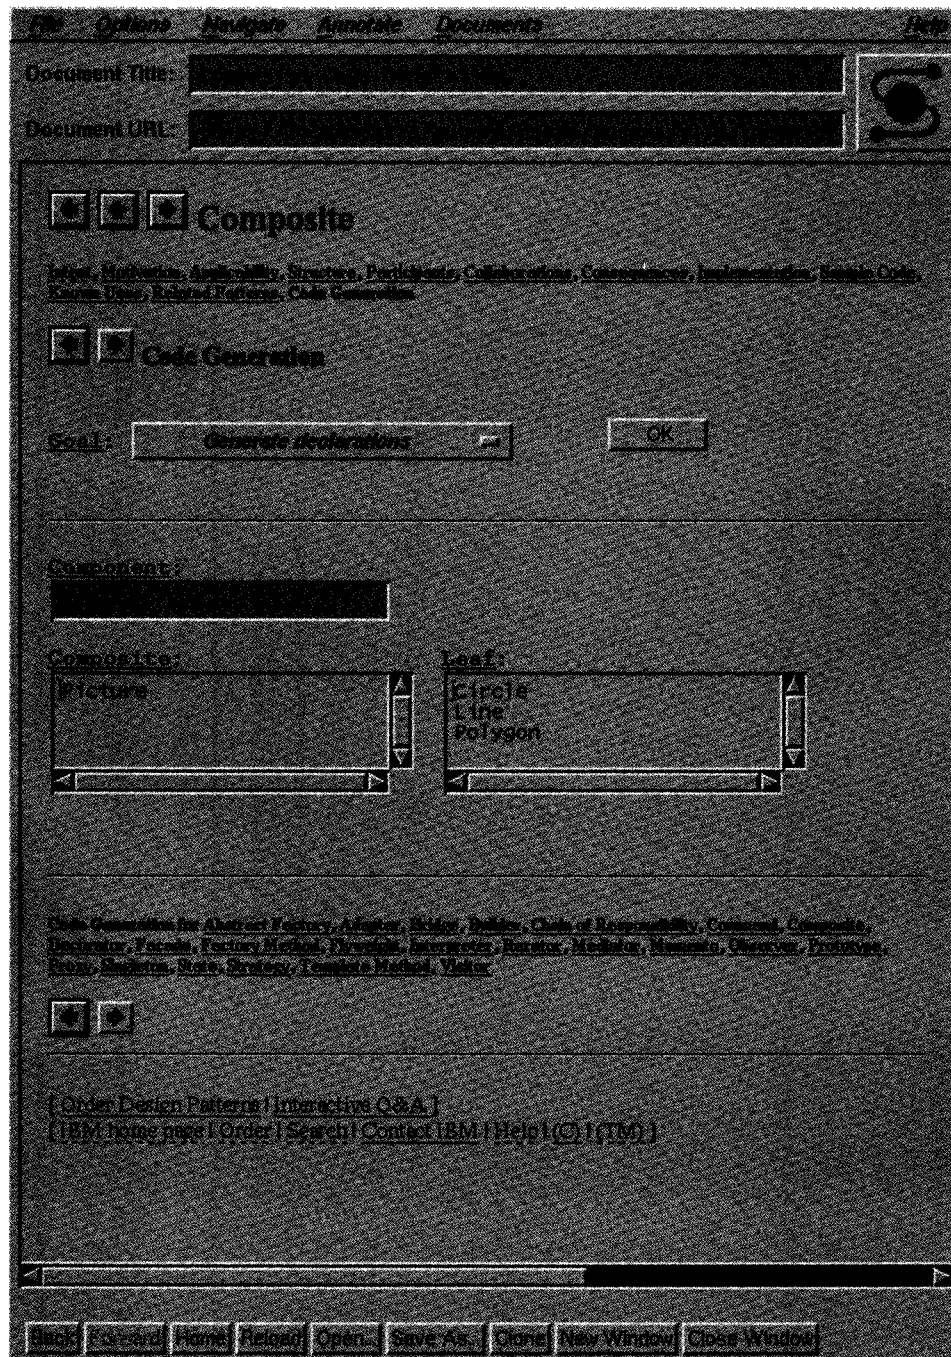 File Options Navigate Annotate Documents Help
Document Title:
Document URL:
Composite
Intent, Motivation, Applicability, Structure, Participants, Collaborations, Consequences, Implementation, Sample Code,
Known Uses, Related Patterns, Code Generation
Code Generation
Goal: Generate declarations OK
Component:
Composite: Leaf:
Picture Circle
Line
Polygon
Code Generation for Abstract Factory, Adapter, Bridge, Builder, Chain of Responsibility, Command, Composite,
Decorator, Facade, Factory Method, Flyweight, Interpreter, Iterator, Mediator, Memento, Observer, Prototype,
Proxy, Singleton, State, Strategy, Template Method, Visitor
[ Order Design Patterns | Interactive Q&A ]
[ IBM home page | Order | Search | Contact IBM | Help | (C) | (TM) ]
Back Forward Home Reload Open... Save As... Clone New Window Close Window